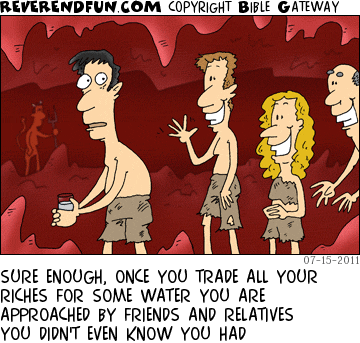 REVERENDFUN.COM COPYRIGHT BIBLE GATEWAY
07-15-2011
SURE ENOUGH, ONCE YOU TRADE ALL YOUR
RICHES FOR SOME WATER YOU ARE
APPROACHED BY FRIENDS AND RELATIVES
YOU DIDN'T EVEN KNOW YOU HAD